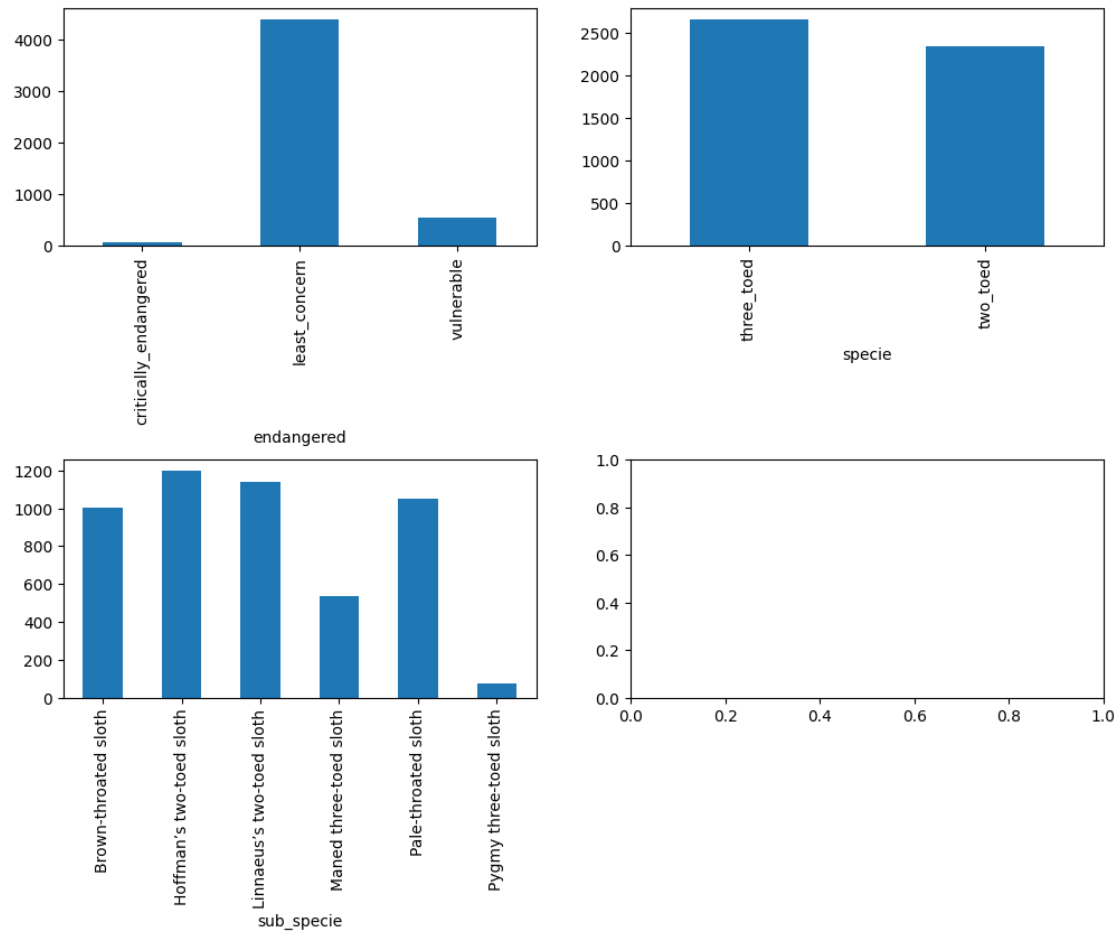 4000
3000
2000
1000
0
critically_endangered
least_concern
vulnerable
endangered
2500
2000
1500
1000
500
0
three_toed
two_toed
specie
1200
1000
800
600
400
200
0
Brown-throated sloth
Hoffman’s two-toed sloth
Linnaeus’s two-toed sloth
Maned three-toed sloth
Pale-throated sloth
Pygmy three-toed sloth
sub_specie
1.0
0.8
0.6
0.4
0.2
0.0
0.0 0.2 0.4 0.6 0.8 1.0